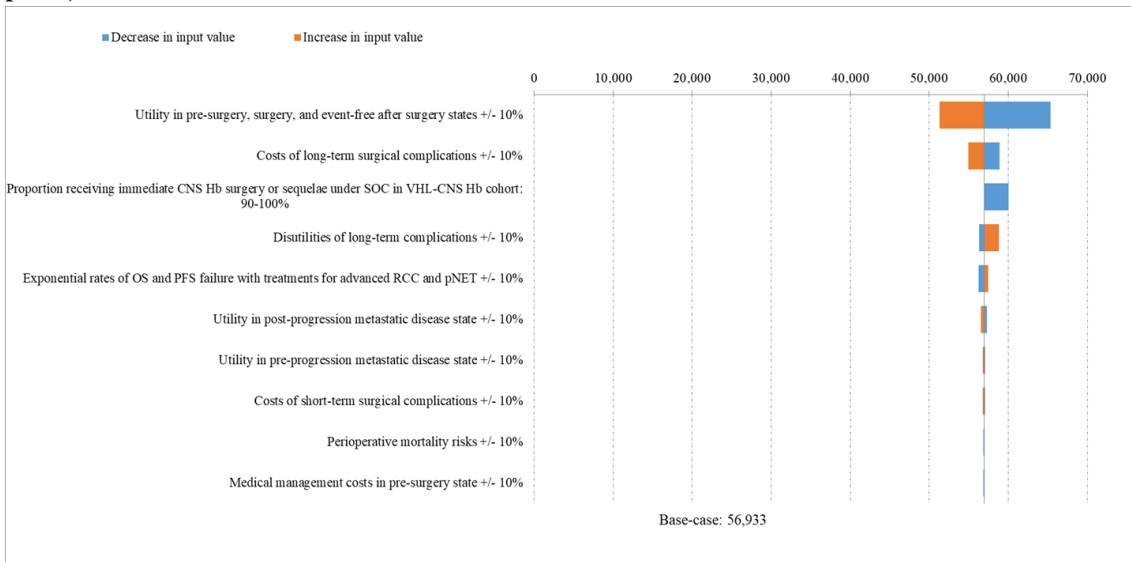 Decrease in input value
Increase in input value
0 10,000 20,000 30,000 40,000 50,000 60,000 70,000
Utility in pre-surgery, surgery, and event-free after surgery states +/- 10%
Costs of long-term surgical complications +/- 10%
Proportion receiving immediate CNS Hb surgery or sequelae under SOC in VHL-CNS Hb cohort:
90-100%
Disutilities of long-term complications +/- 10%
Exponential rates of OS and PFS failure with treatments for advanced RCC and pNET +/- 10%
Utility in post-progression metastatic disease state +/- 10%
Utility in pre-progression metastatic disease state +/- 10%
Costs of short-term surgical complications +/- 10%
Perioperative mortality risks +/- 10%
Medical management costs in pre-surgery state +/- 10%
Base-case: 56,933